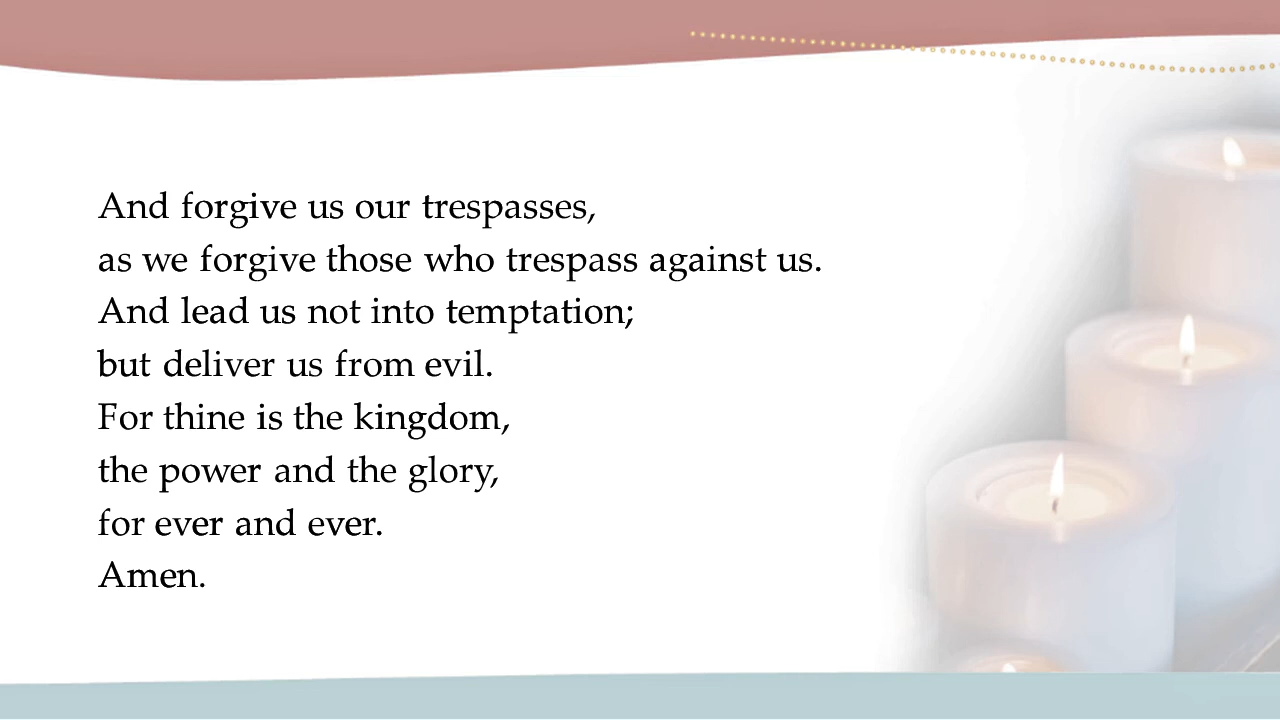 And forgive us our trespasses,
as we forgive those who trespass against us.
And lead us not into temptation;
but deliver us from evil.
For thine is the kingdom,
the power and the glory,
for ever and ever.
Amen.